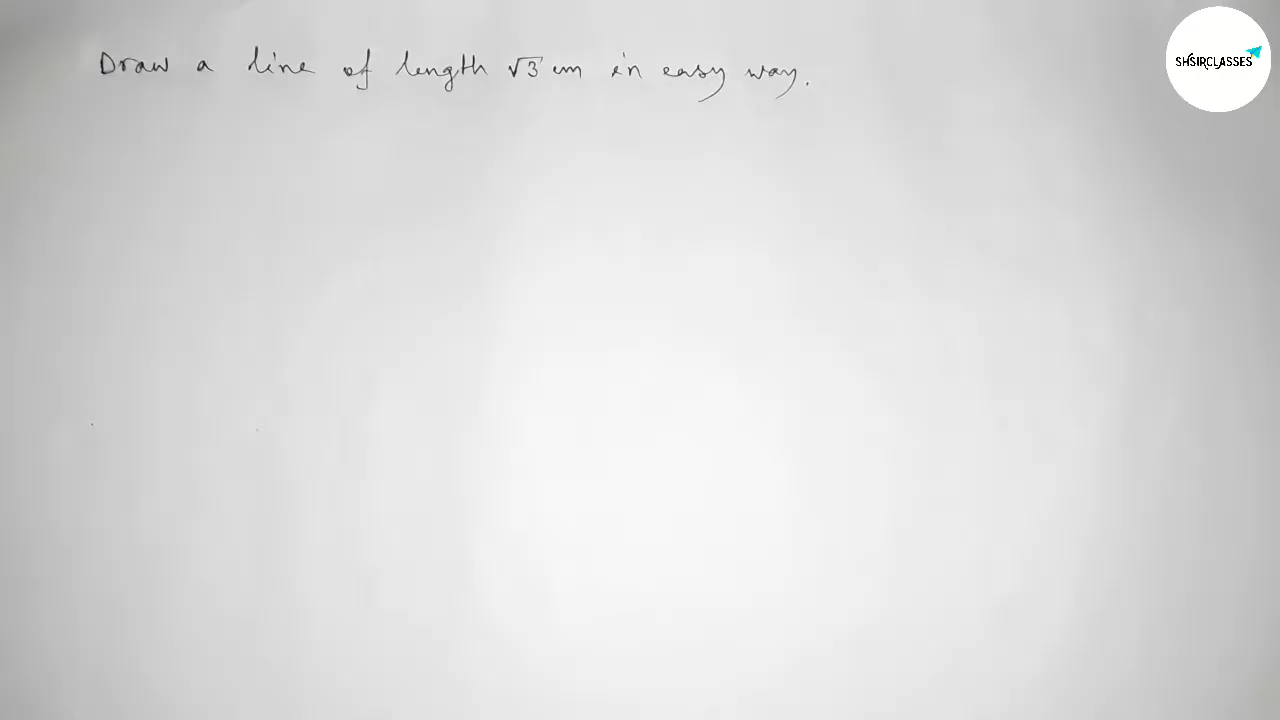 Draw a line of length √3 cm in easy way.
SHSIRCLASSES